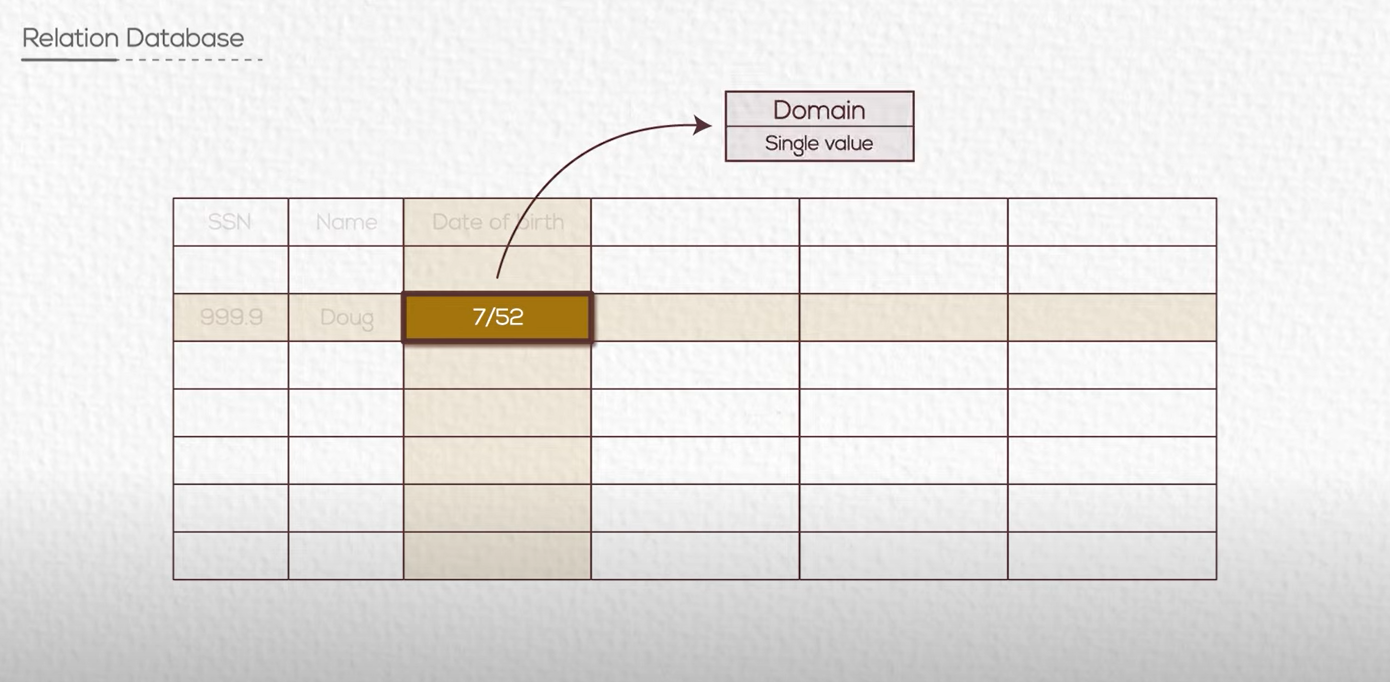 Relation Database
Domain
Single value
SSN Name Date of birth
999.9 Doug 7/52